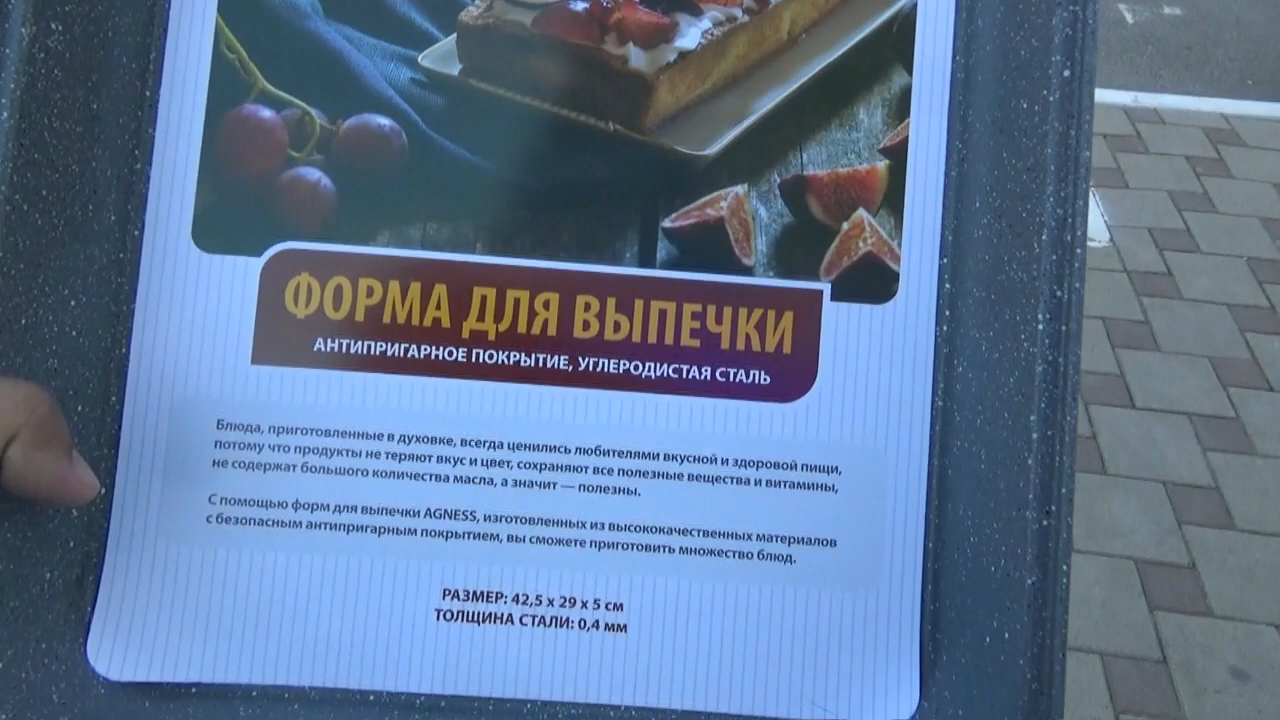 ФОРМА ДЛЯ ВЫПЕЧКИ
АНТИПРИГАРНОЕ ПОКРЫТИЕ, УГЛЕРОДИСТАЯ СТАЛЬ
Блюда, приготовленные в духовке, всегда ценились любителями вкусной и здоровой пищи,
потому что продукты не теряют вкус и цвет, сохраняют все полезные вещества и витамины,
не содержат большого количества масла, а значит — полезны.
С помощью форм для выпечки AGNESS, изготовленных из высококачественных материалов
с безопасным антипригарным покрытием, вы сможете приготовить множество блюд.
РАЗМЕР: 42,5 x 29 x 5 см
ТОЛЩИНА СТАЛИ: 0,4 мм